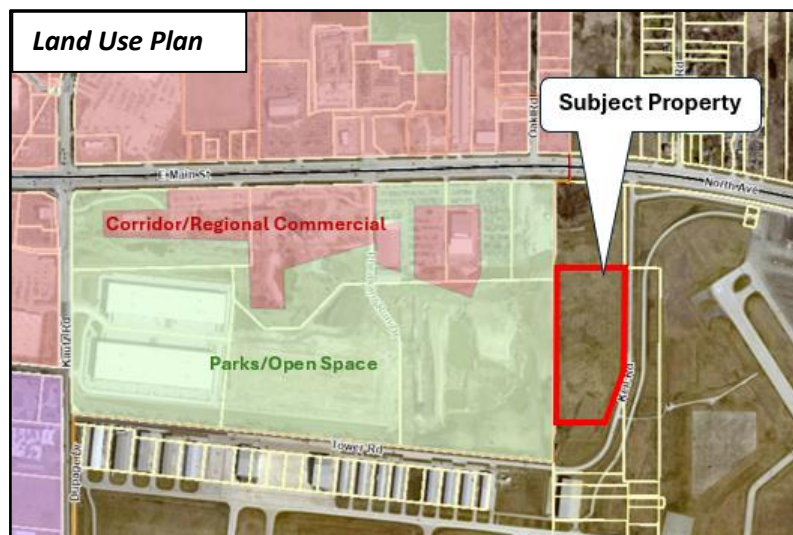 Land Use Plan
Subject Property
Oak Rd
Rd
E Main St
North Ave
Corridor/Regional Commercial
Kautz Rd
Parks/Open Space
Kirk Rd
Tower Rd
Dupage Dr